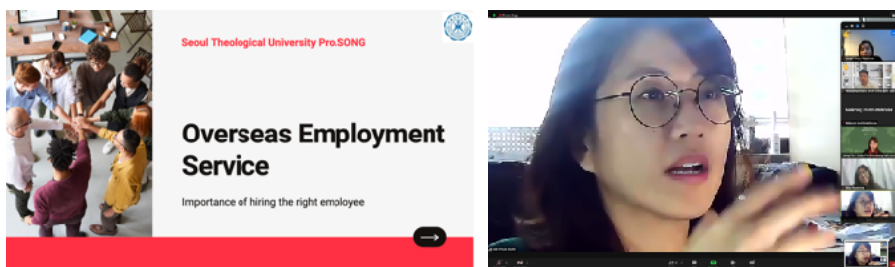 Seoul Theological University Pro.SONG
Overseas Employment
Service
Importance of hiring the right employee